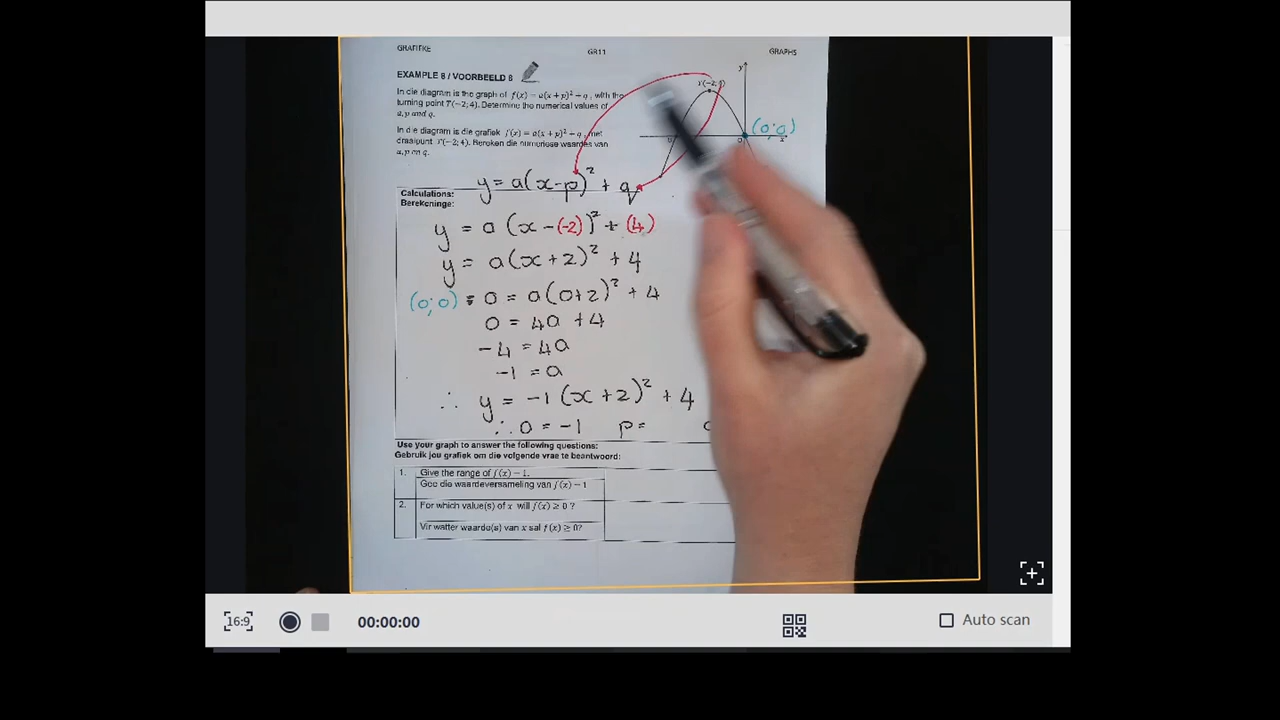 GRAFIEKE GR11 GRAPHS
EXAMPLE 8 / VOORBEELD 8
In die diagram is the graph of f(x) = a(x + p)² + q, with the
turning point T(−2; 4). Determine the numerical values of
a, p and q.
In die diagram is die grafiek f(x) = a(x + p)² + q, met
draaipunt T(−2; 4). Bereken die numeriese waardes van
a, p en q.
y
T(−2; 4)
(0;0)
x
y = a(x-p)² + q
Calculations:
Berekeninge:
y = a (x - (-2))² + (4)
y = a(x+2)² + 4
(0;0) : 0 = a(0+2)² + 4
0 = 4a + 4
-4 = 4a
-1 = a
∴ y = -1 (x+2)² + 4
∴ a = -1 p =
Use your graph to answer the following questions:
Gebruik jou grafiek om die volgende vrae te beantwoord:
1. Give the range of f(x) − 1.
Gee die waardeversameling van f(x) − 1
2. For which value(s) of x will f(x) ≥ 0 ?
Vir watter waarde(s) van x sal f(x) ≥ 0?
16:9 00:00:00 Auto scan